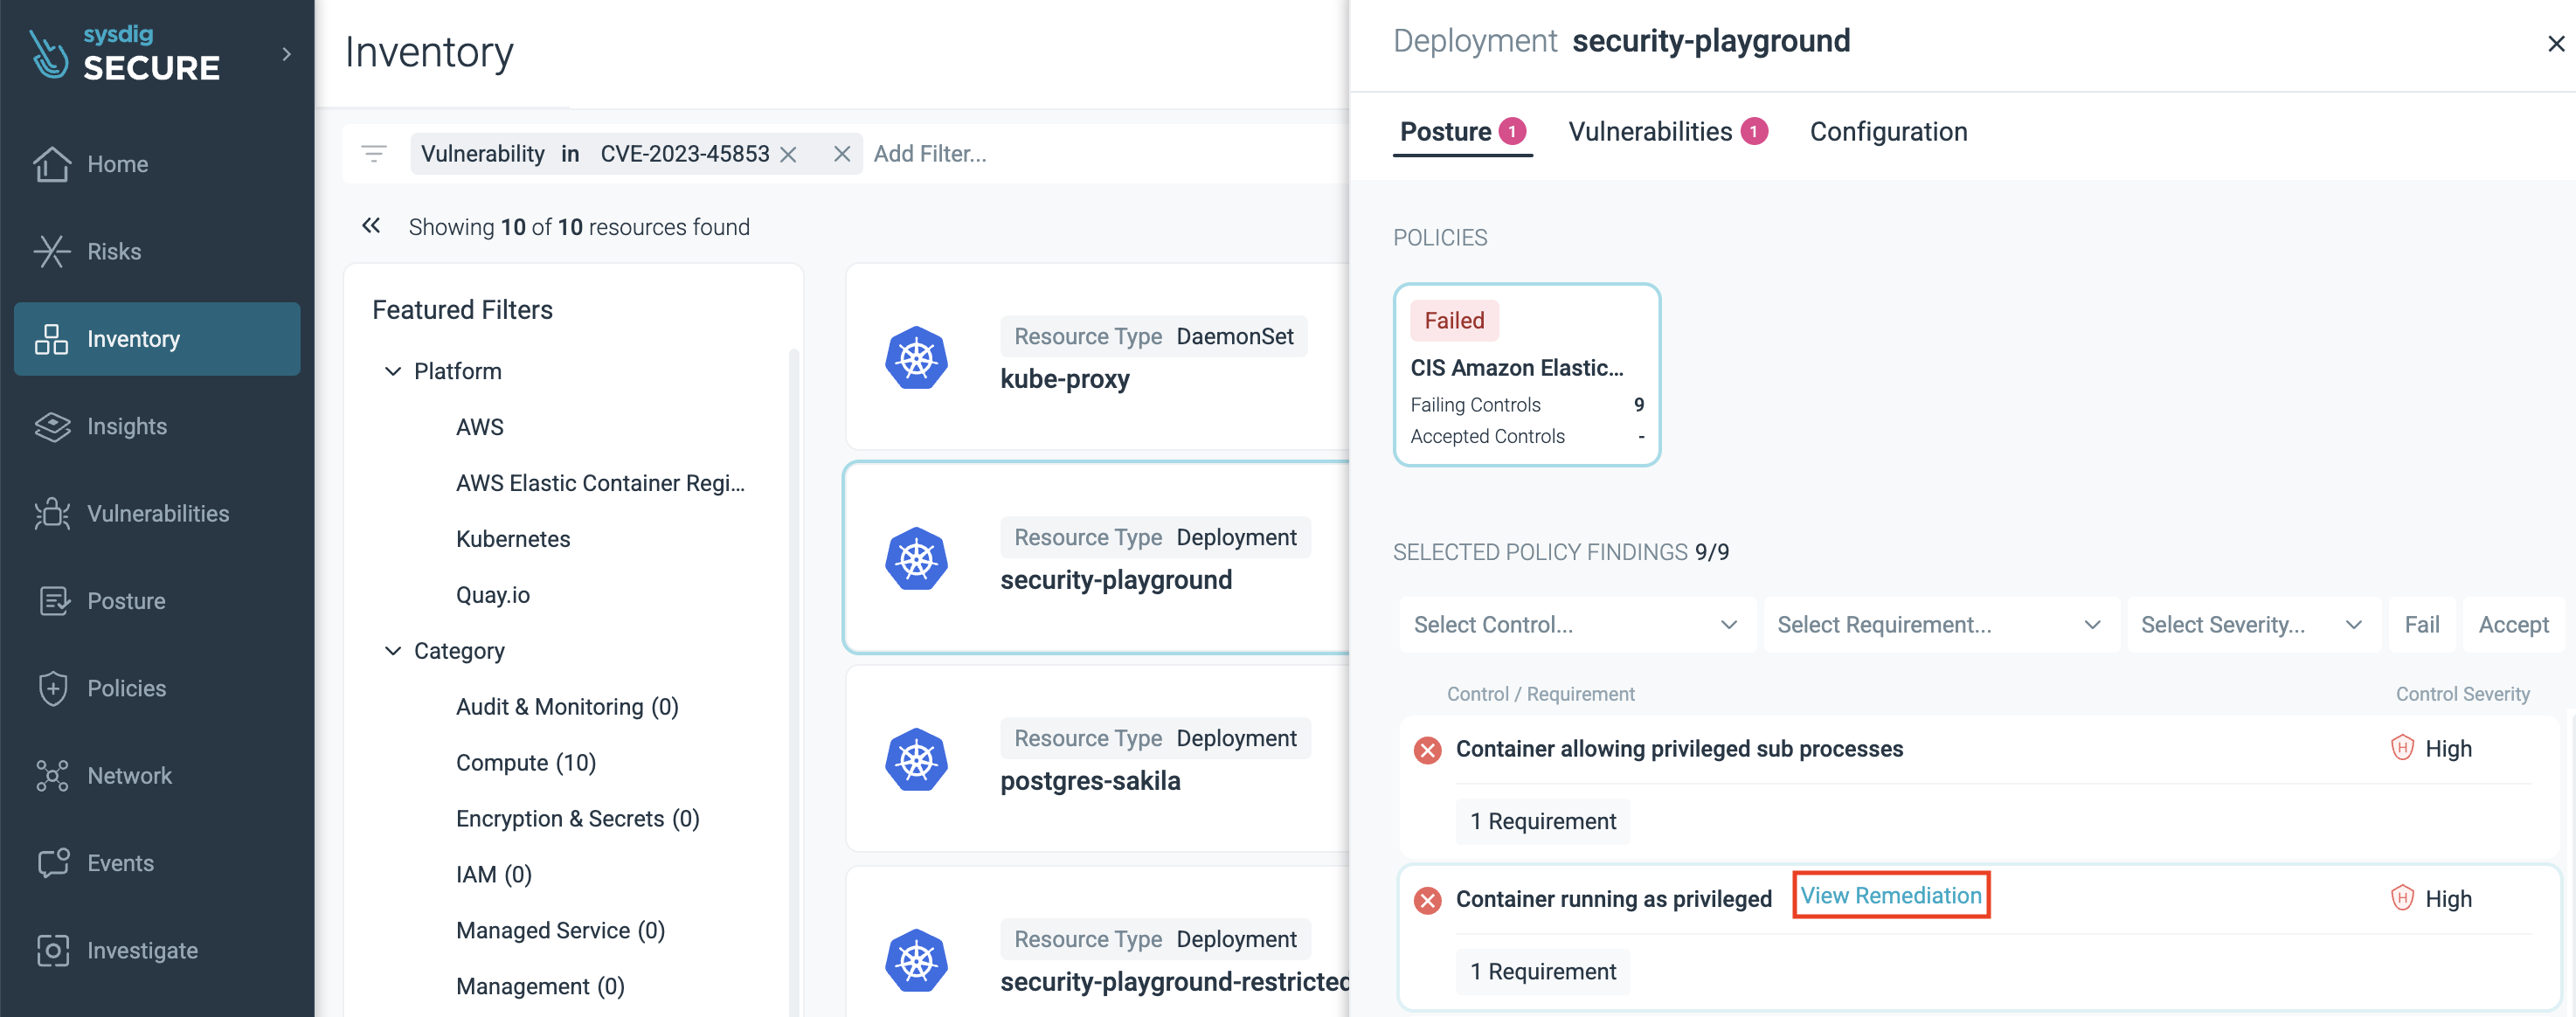 sysdig
SECURE
Home
Risks
Inventory
Insights
Vulnerabilities
Posture
Policies
Network
Events
Investigate
Inventory
Vulnerability in CVE-2023-45853
Add Filter...
Showing 10 of 10 resources found
Featured Filters
Platform
AWS
AWS Elastic Container Regi...
Kubernetes
Quay.io
Category
Audit & Monitoring (0)
Compute (10)
Encryption & Secrets (0)
IAM (0)
Managed Service (0)
Management (0)
Resource Type DaemonSet
kube-proxy
Resource Type Deployment
security-playground
Resource Type Deployment
postgres-sakila
Resource Type Deployment
security-playground-restricted
Deployment security-playground
Posture 1 Vulnerabilities 1 Configuration
POLICIES
Failed
CIS Amazon Elastic...
Failing Controls 9
Accepted Controls -
SELECTED POLICY FINDINGS 9/9
Select Control... Select Requirement... Select Severity... Fail Accept
Control / Requirement Control Severity
Container allowing privileged sub processes H High
1 Requirement
Container running as privileged View Remediation H High
1 Requirement